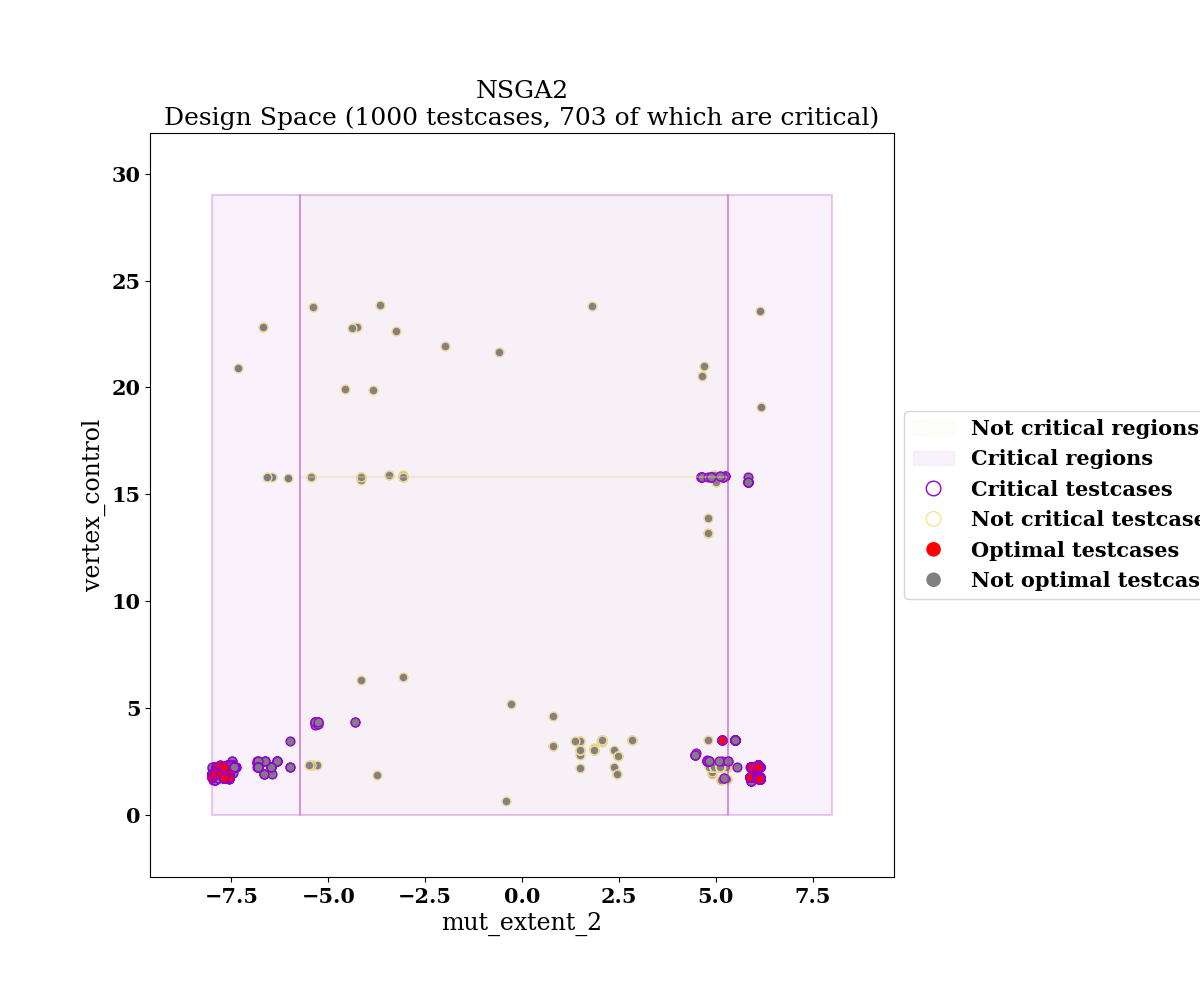 NSGA2
Design Space (1000 testcases, 703 of which are critical)
30
25
20
15
10
5
0
vertex_control
−7.5 −5.0 −2.5 0.0 2.5 5.0 7.5
mut_extent_2
Not critical regions
Critical regions
Critical testcases
Not critical testcase
Optimal testcases
Not optimal testcas